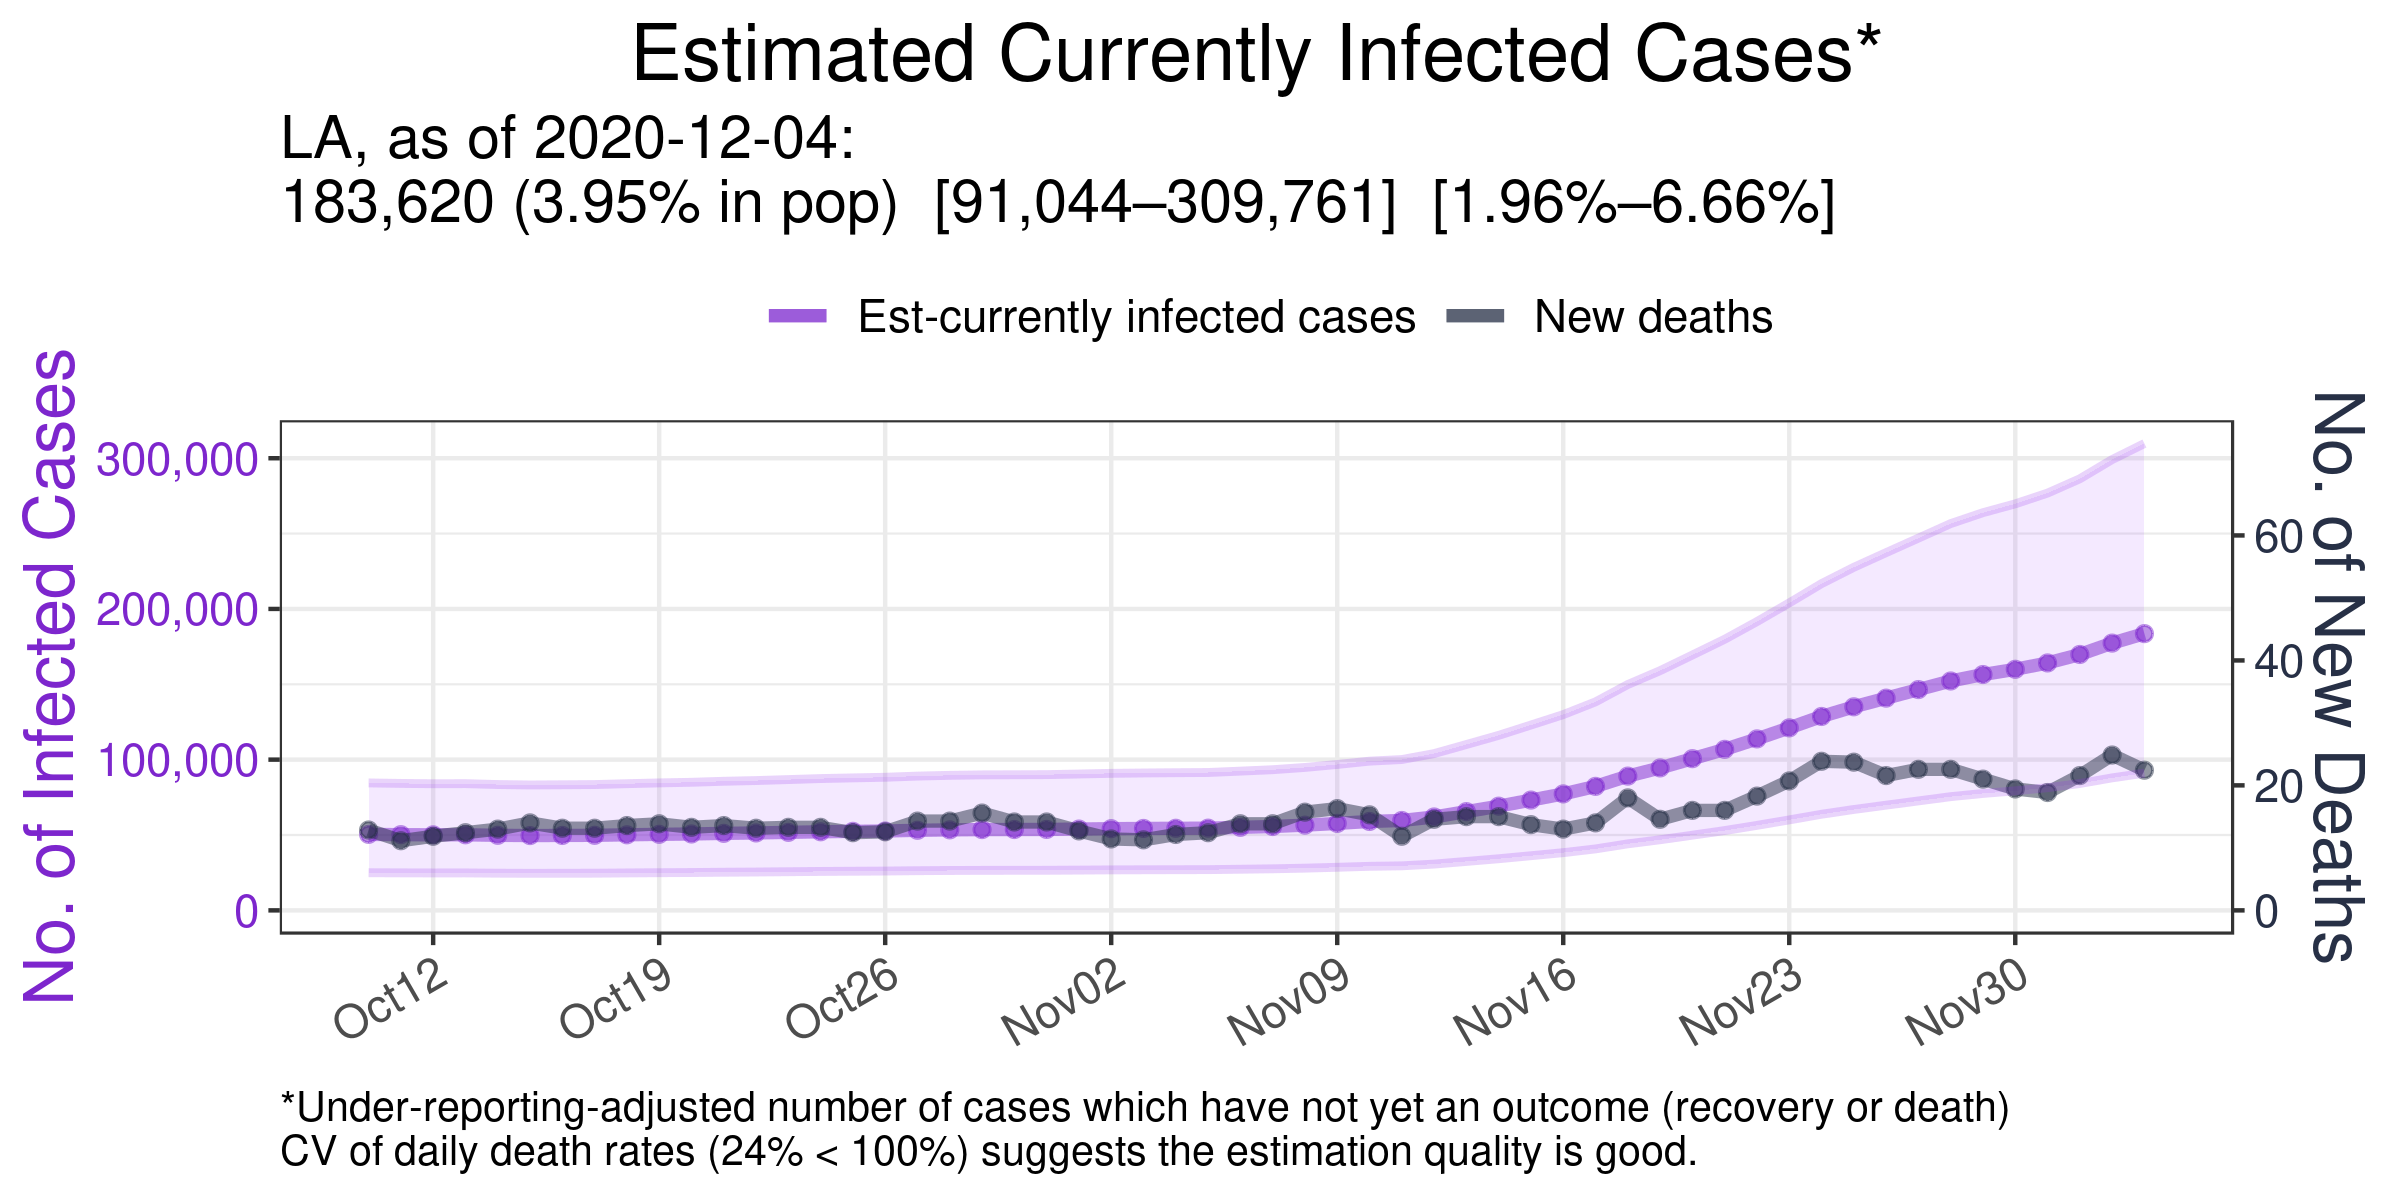 Estimated Currently Infected Cases*
LA, as of 2020-12-04:
183,620 (3.95% in pop)  [91,044–309,761]  [1.96%–6.66%]
Est-currently infected cases
New deaths
No. of Infected Cases
300,000
200,000
100,000
0
No. of New Deaths
60
40
20
0
Oct12
Oct19
Oct26
Nov02
Nov09
Nov16
Nov23
Nov30
*Under-reporting-adjusted number of cases which have not yet an outcome (recovery or death)
CV of daily death rates (24% < 100%) suggests the estimation quality is good.